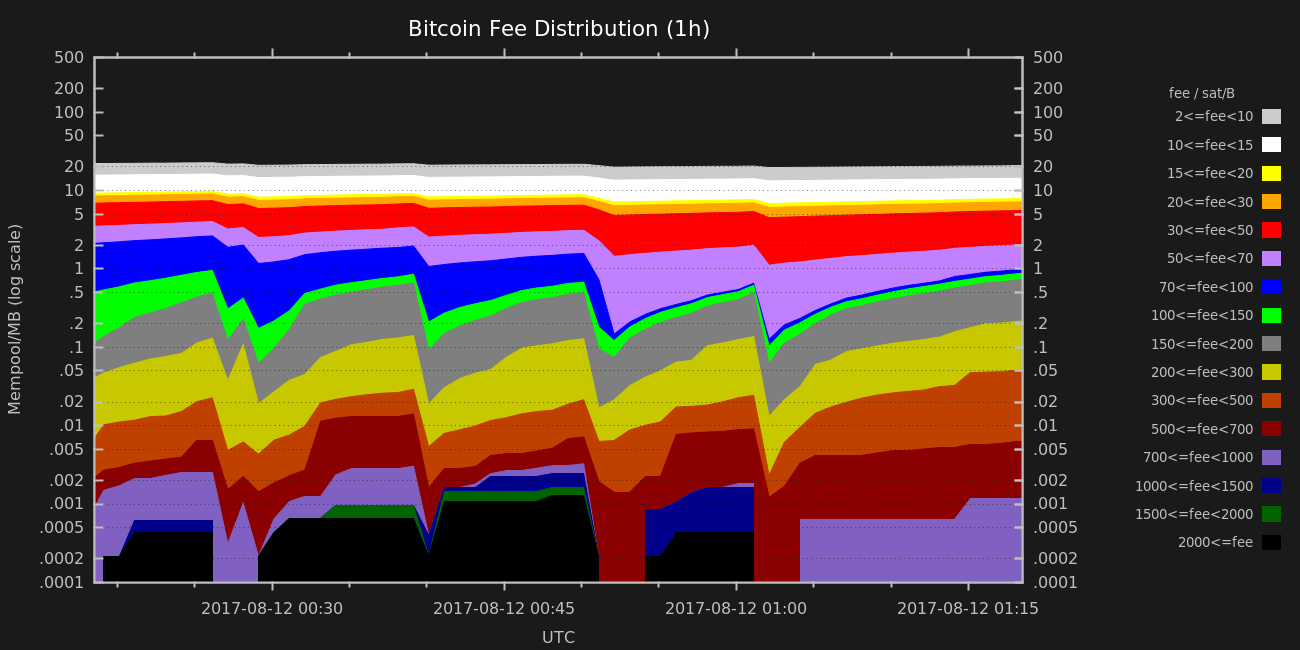 Bitcoin Fee Distribution (1h)
Mempool/MB (log scale)
500
200
100
50
20
10
5
2
1
.5
.2
.1
.05
.02
.01
.005
.002
.001
.0005
.0002
.0001
500
200
100
50
20
10
5
2
1
.5
.2
.1
.05
.02
.01
.005
.002
.001
.0005
.0002
.0001
2017-08-12 00:30 2017-08-12 00:45 2017-08-12 01:00 2017-08-12 01:15
UTC
fee / sat/B
2<=fee<10
10<=fee<15
15<=fee<20
20<=fee<30
30<=fee<50
50<=fee<70
70<=fee<100
100<=fee<150
150<=fee<200
200<=fee<300
300<=fee<500
500<=fee<700
700<=fee<1000
1000<=fee<1500
1500<=fee<2000
2000<=fee